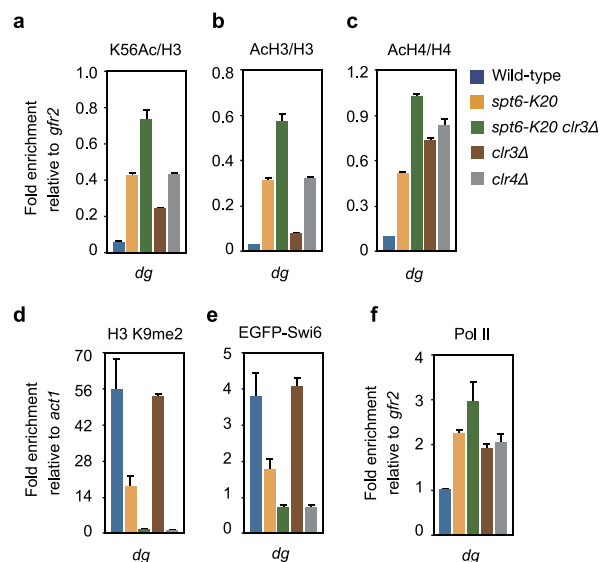 a
b
c
K56Ac/H3
AcH3/H3
AcH4/H4
Fold enrichment
relative to gfr2
1.0
0.8
0.6
0.4
0.2
0
dg
0.8
0.6
0.4
0.2
0
dg
1.2
0.9
0.6
0.3
0
dg
Wild-type
spt6-K20
spt6-K20 clr3Δ
clr3Δ
clr4Δ
d
e
f
H3 K9me2
EGFP-Swi6
Pol II
Fold enrichment
relative to act1
70
56
42
28
14
0
dg
5
4
3
2
1
0
dg
Fold enrichment
relative to gfr2
4
3
2
1
0
dg